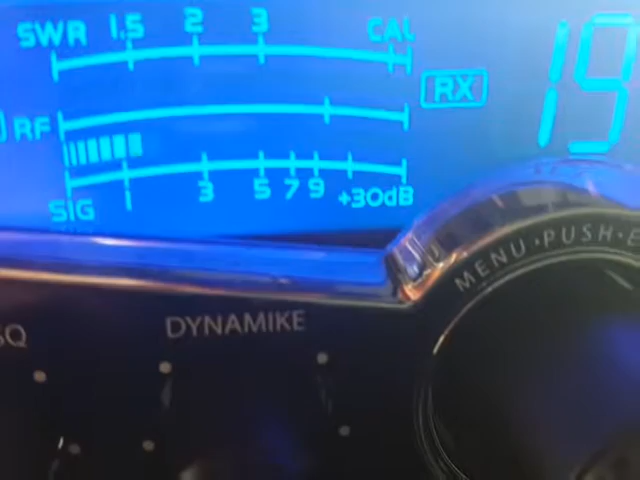 SWR 1.5 2 3 CAL
RX
19
RF
SIG 1 3 5 7 9 +30dB
MENU·PUSH·E
SQ DYNAMIKE